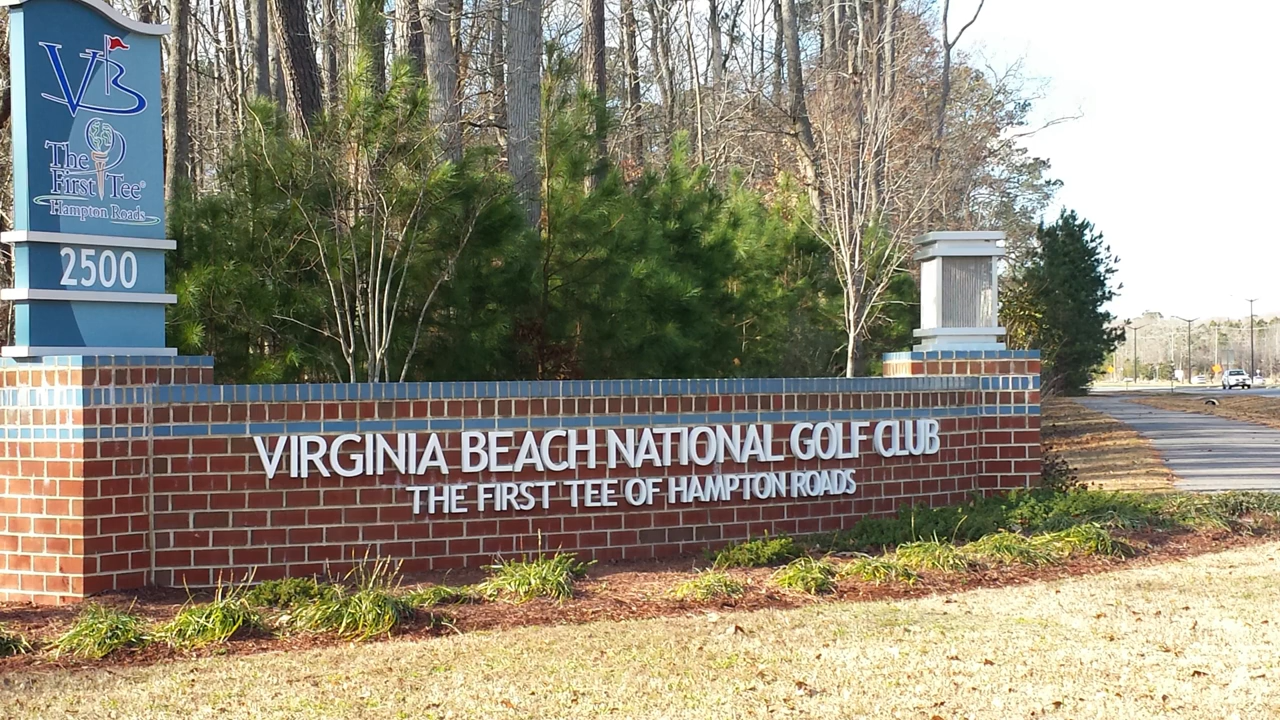 VB
The
First Tee®
Hampton Roads
2500
VIRGINIA BEACH NATIONAL GOLF CLUB
THE FIRST TEE OF HAMPTON ROADS